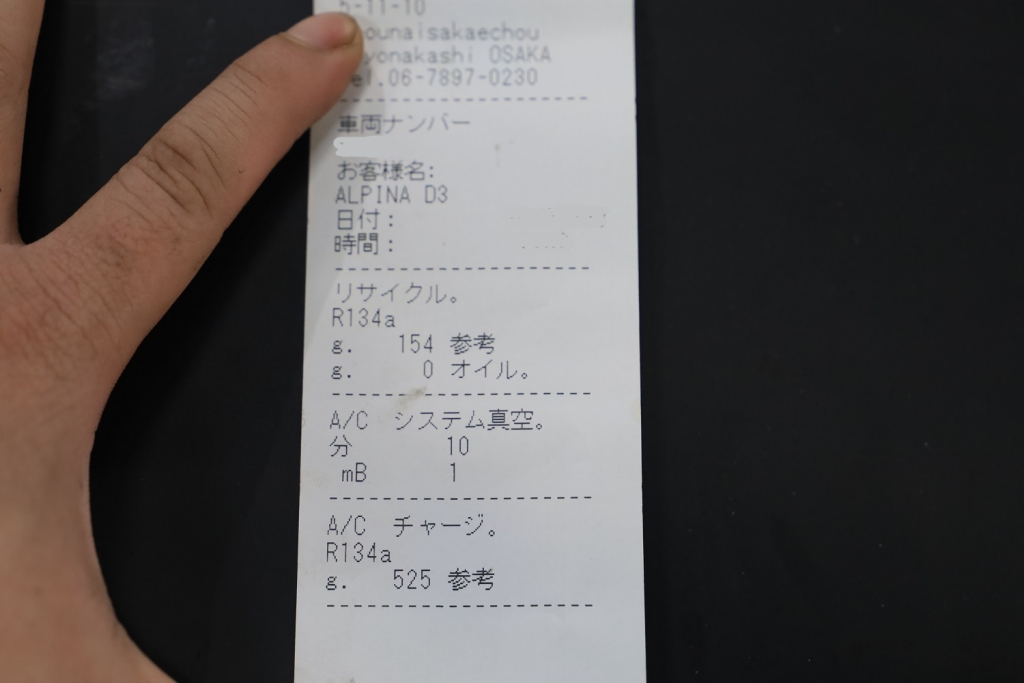 5-11-10
ounaisakaechou
yonakashi OSAKA
el.06-7897-0230
--------------------
車両ナンバー
お客様名:
ALPINA D3
日付:
時間:
--------------------
リサイクル。
R134a
g. 154 参考
g. 0 オイル。
--------------------
A/C システム真空。
分 10
mB 1
--------------------
A/C チャージ。
R134a
g. 525 参考
--------------------